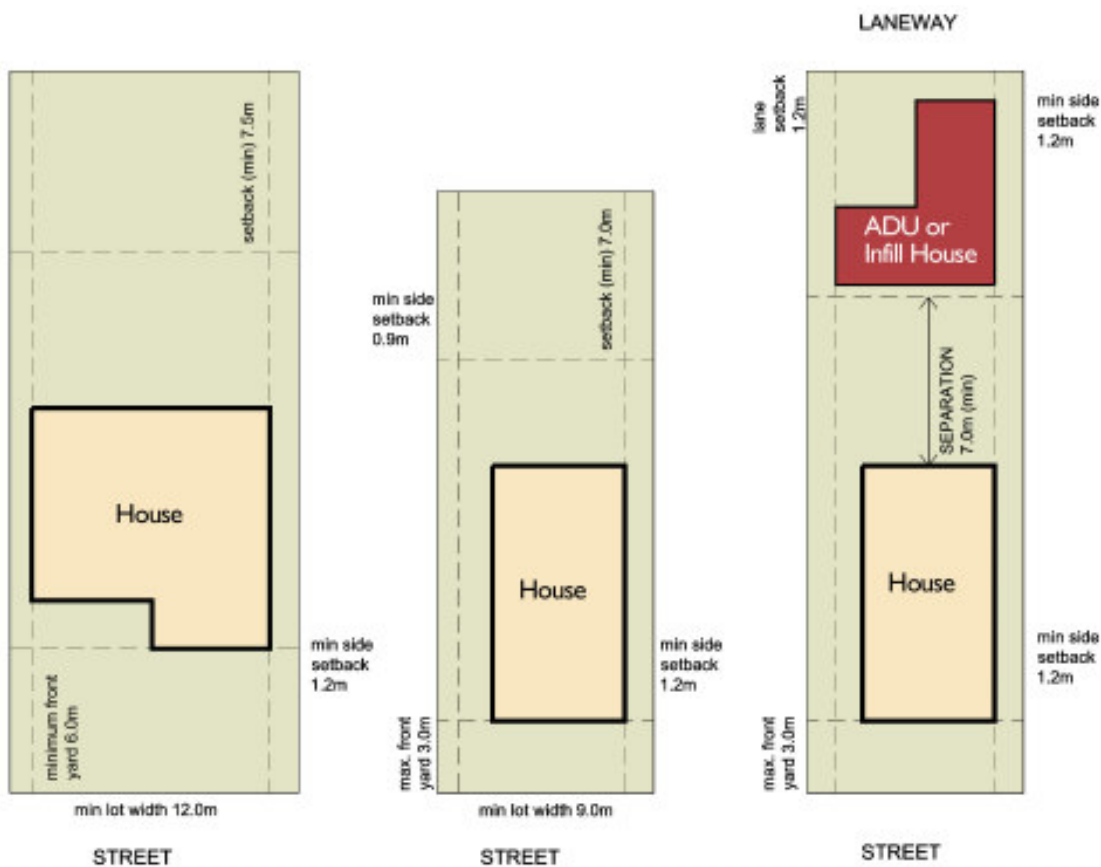 LANEWAY
setback (min) 7.5m
House
min side
setback
1.2m
minimum front
yard 6.0m
min lot width 12.0m
STREET
min side
setback
0.9m
setback (min) 7.0m
House
min side
setback
1.2m
max. front
yard 3.0m
min lot width 9.0m
STREET
lane
setback
1.2m
min side
setback
1.2m
ADU or
Infill House
SEPARATION
7.0m (min)
House
min side
setback
1.2m
max. front
yard 3.0m
STREET